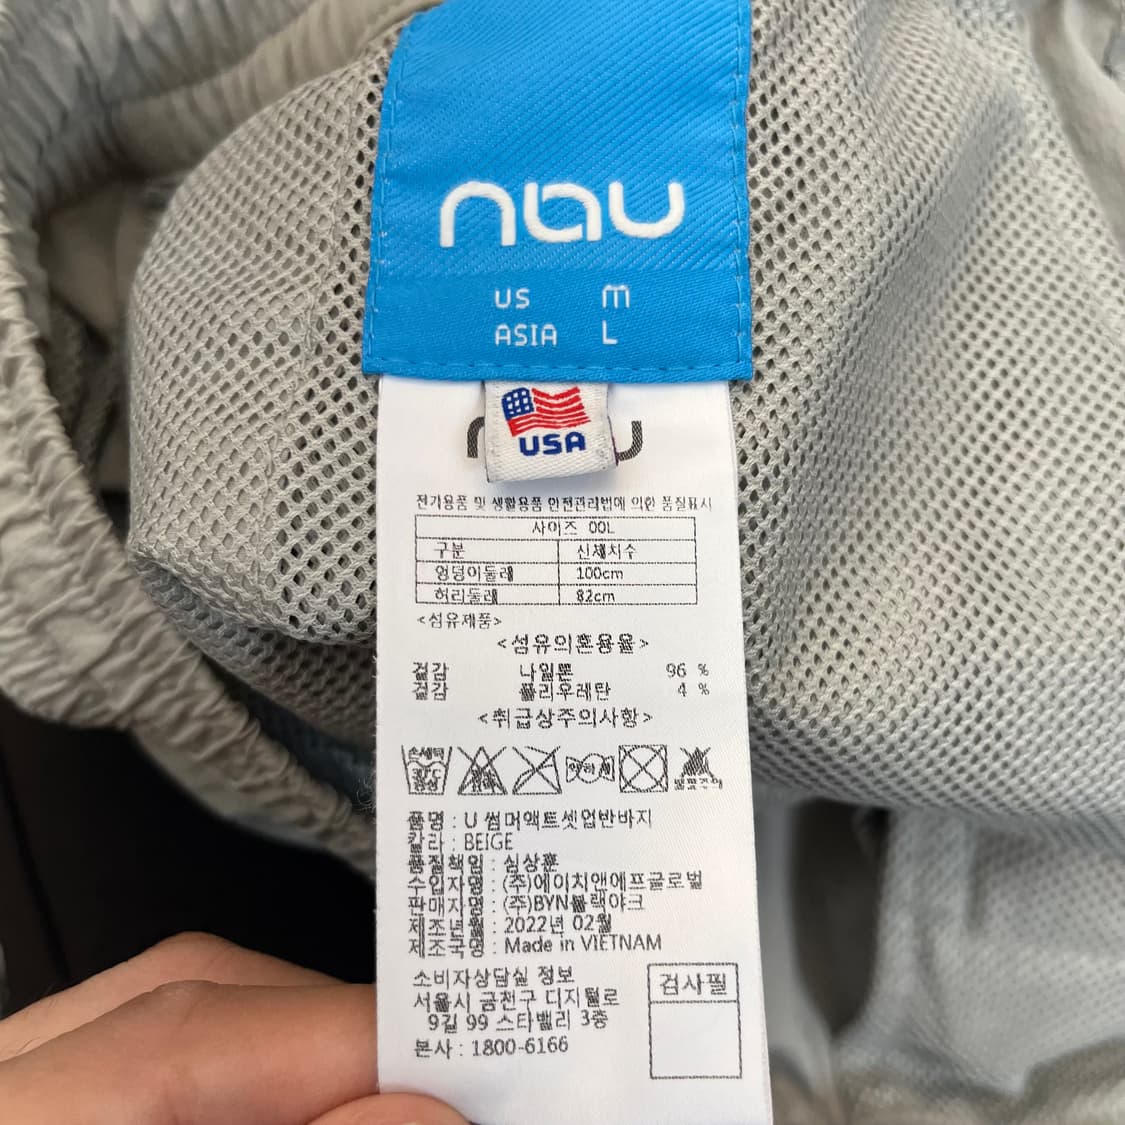 nau
US M
ASIA L
USA
전기용품 및 생활용품 안전관리법에 의한 품질표시
사이즈 00L
구분 신체치수
엉덩이둘레 100cm
허리둘레 82cm
<섬유제품>
<섬유의혼용율>
겉감 나일론 96 %
겉감 폴리우레탄 4 %
<취급상주의사항>
손세탁
30℃
중성
품명 : U 썸머액트셋업반바지
칼라 : BEIGE
품질책임 : 심상훈
수입자명 : (주)에이치앤에프글로벌
판매자명 : (주)BYN블랙야크
제조년월 : 2022년 02월
제조국명 : Made in VIETNAM
소비자상담실 정보
서울시 금천구 디지털로
9길 99 스타밸리 3층
본사 : 1800-6166
검사필